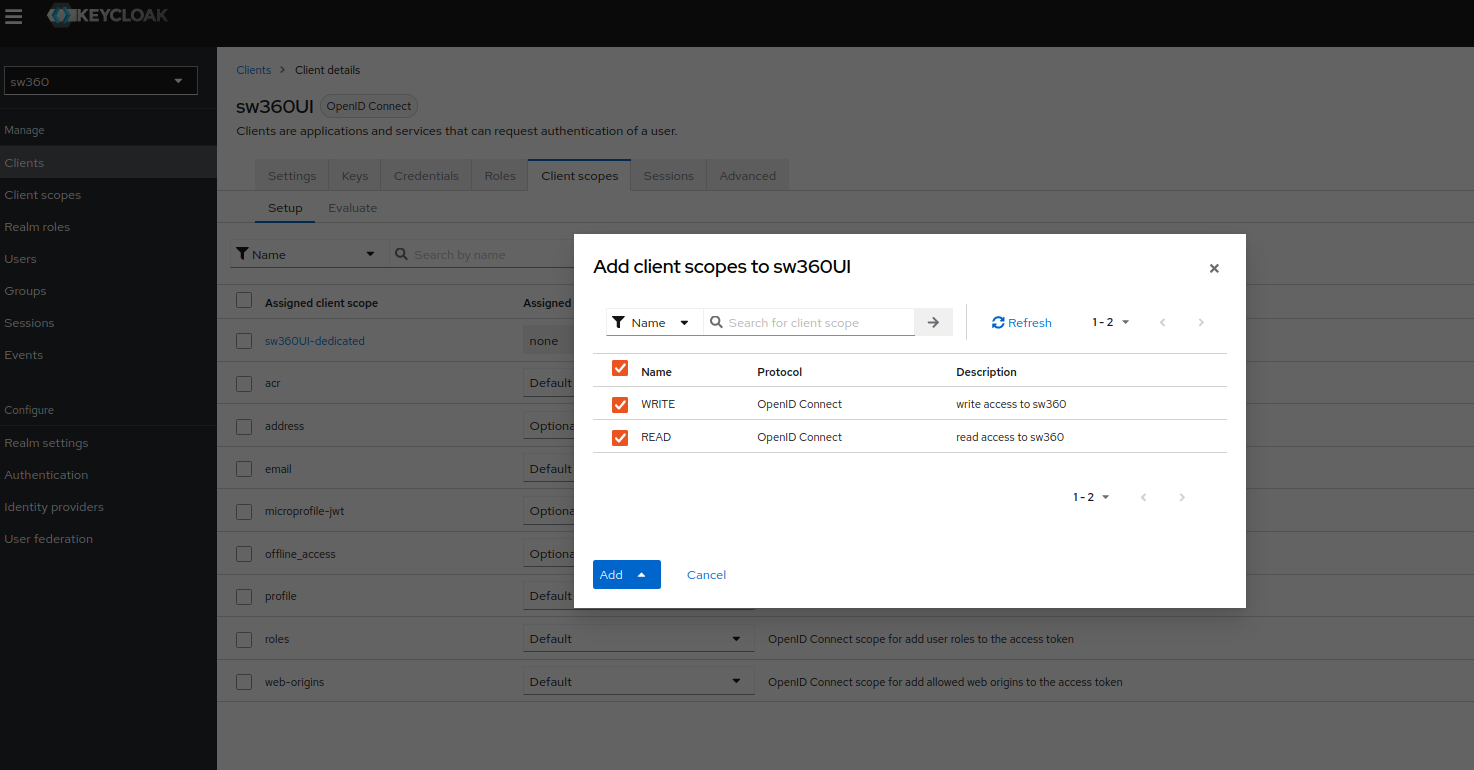 KEYCLOAK
sw360
Manage
Clients
Client scopes
Realm roles
Users
Groups
Sessions
Events
Configure
Realm settings
Authentication
Identity providers
User federation
Clients > Client details
sw360UI OpenID Connect
Clients are applications and services that can request authentication of a user.
Settings Keys Credentials Roles Client scopes Sessions Advanced
Setup Evaluate
Name Search by name
Assigned client scope Assigned
sw360UI-dedicated none
acr Default
address Optiona
email Default
microprofile-jwt Optiona
offline_access Optiona
profile Default
roles Default OpenID Connect scope for add user roles to the access token
web-origins Default OpenID Connect scope for add allowed web origins to the access token
Add client scopes to sw360UI
Name Search for client scope Refresh 1 - 2
Name Protocol Description
WRITE OpenID Connect write access to sw360
READ OpenID Connect read access to sw360
1 - 2
Add Cancel